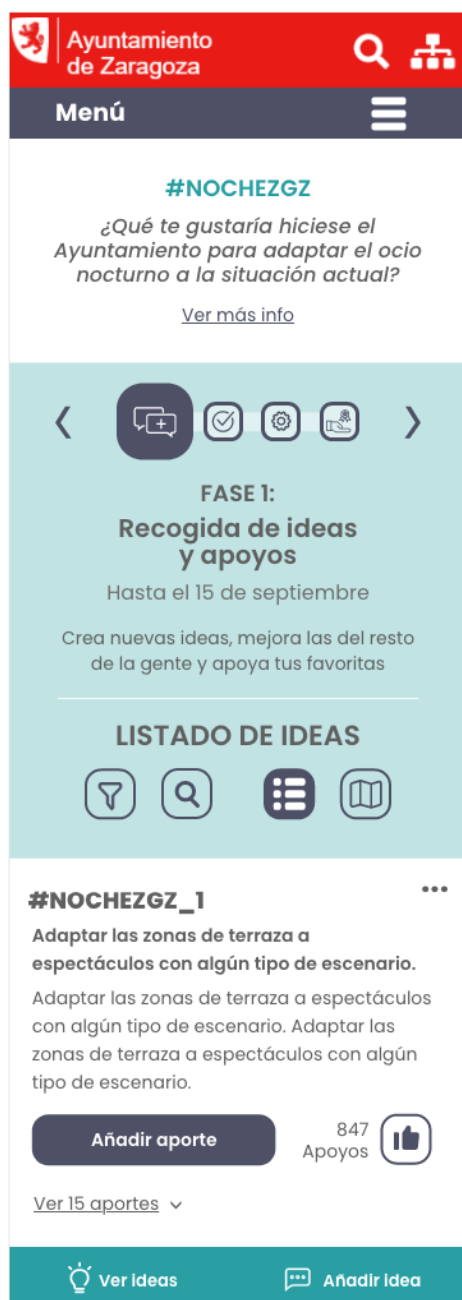 Ayuntamiento
de Zaragoza
Menú
#NOCHEZGZ
¿Qué te gustaría hiciese el
Ayuntamiento para adaptar el ocio
nocturno a la situación actual?
Ver más info
FASE 1:
Recogida de ideas
y apoyos
Hasta el 15 de septiembre
Crea nuevas ideas, mejora las del resto
de la gente y apoya tus favoritas
LISTADO DE IDEAS
#NOCHEZGZ_1
Adaptar las zonas de terraza a
espectáculos con algún tipo de escenario.
Adaptar las zonas de terraza a espectáculos
con algún tipo de escenario. Adaptar las
zonas de terraza a espectáculos con algún
tipo de escenario.
Añadir aporte
847
Apoyos
Ver 15 aportes
Ver ideas
Añadir idea